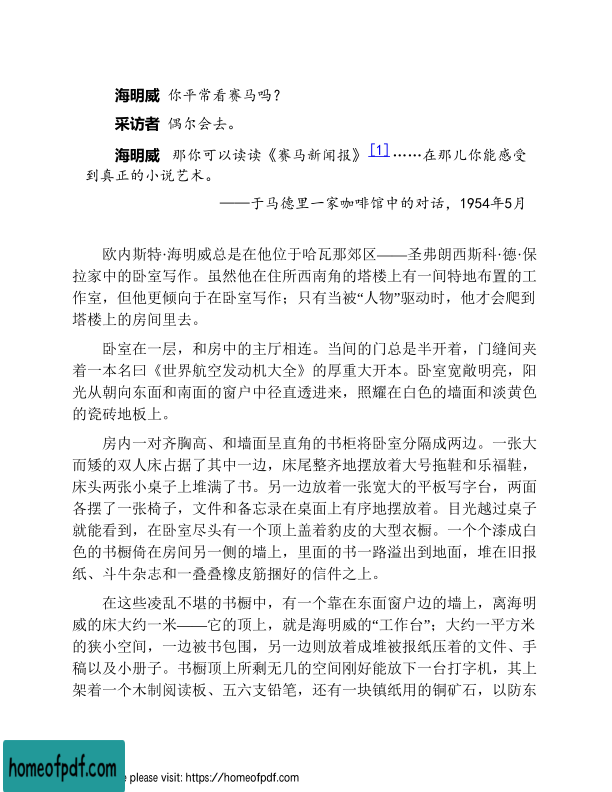 海明威 你平常看赛马吗？
采访者 偶尔会去。
海明威 那你可以读读《赛马新闻报》[1]……在那儿你能感受
到真正的小说艺术。
——于马德里一家咖啡馆中的对话，1954年5月
欧内斯特·海明威总是在他位于哈瓦那郊区——圣弗朗西斯科·德·保
拉家中的卧室写作。虽然他在住所西南角的塔楼上有一间特地布置的工
作室，但他更倾向于在卧室写作；只有当被“人物”驱动时，他才会爬到
塔楼上的房间里去。
卧室在一层，和房中的主厅相连。当间的门总是半开着，门缝间夹
着一本名曰《世界航空发动机大全》的厚重大开本。卧室宽敞明亮，阳
光从朝向东面和南面的窗户中径直透进来，照耀在白色的墙面和淡黄色
的瓷砖地板上。
房内一对齐胸高、和墙面呈直角的书柜将卧室分隔成两边。一张大
而矮的双人床占据了其中一边，床尾整齐地摆放着大号拖鞋和乐福鞋，
床头两张小桌子上堆满了书。另一边放着一张宽大的平板写字台，两面
各摆了一张椅子，文件和备忘录在桌面上有序地摆放着。目光越过桌子
就能看到，在卧室尽头有一个顶上盖着豹皮的大型衣橱。一个个漆成白
色的书橱倚在房间另一侧的墙上，里面的书一路溢出到地面，堆在旧报
纸、斗牛杂志和一叠叠橡皮筋捆好的信件之上。
在这些凌乱不堪的书橱中，有一个靠在东面窗户边的墙上，离海明
威的床大约一米——它的顶上，就是海明威的“工作台”；大约一平方米
的狭小空间，一边被书包围，另一边则放着成堆被报纸压着的文件、手
稿以及小册子。书橱顶上所剩无几的空间刚好能放下一台打字机，其上
架着一个木制阅读板、五六支铅笔，还有一块镇纸用的铜矿石，以防东
homeofpdf.com
e please visit: https://homeofpdf.com